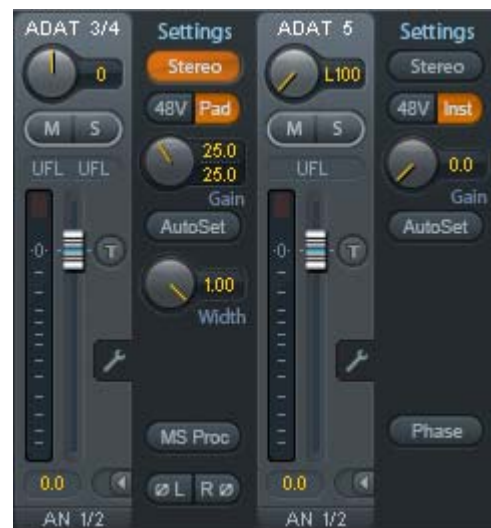 ADAT 3/4
0
M S
UFL UFL
-0-
T
0.0
AN 1/2
Settings
Stereo
48V Pad
25.0
25.0
Gain
AutoSet
1.00
Width
MS Proc
ø L R ø
ADAT 5
L100
M S
UFL
-0-
T
0.0
AN 1/2
Settings
Stereo
48V Inst
0.0
Gain
AutoSet
Phase